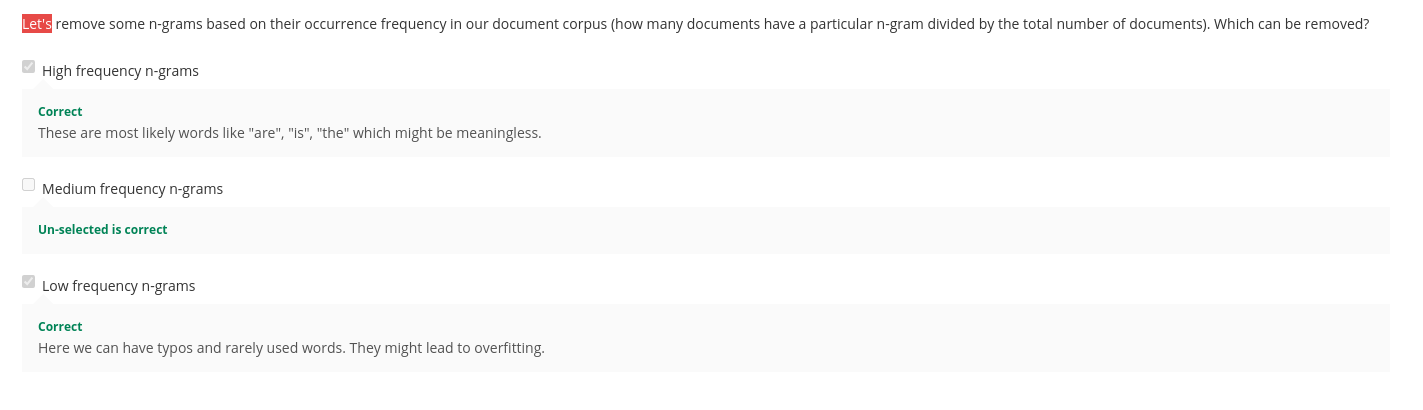 Let's remove some n-grams based on their occurrence frequency in our document corpus (how many documents have a particular n-gram divided by the total number of documents). Which can be removed?
High frequency n-grams
Correct
These are most likely words like "are", "is", "the" which might be meaningless.
Medium frequency n-grams
Un-selected is correct
Low frequency n-grams
Correct
Here we can have typos and rarely used words. They might lead to overfitting.